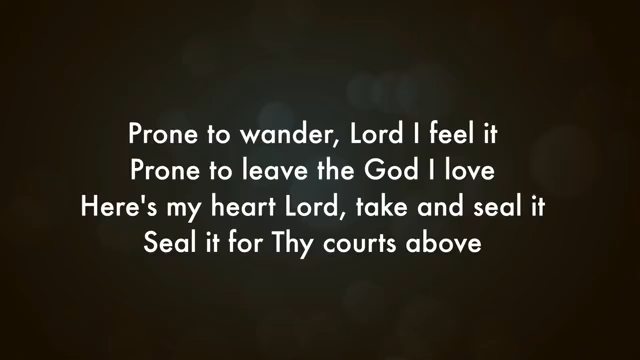 Prone to wander, Lord I feel it
Prone to leave the God I love
Here's my heart Lord, take and seal it
Seal it for Thy courts above